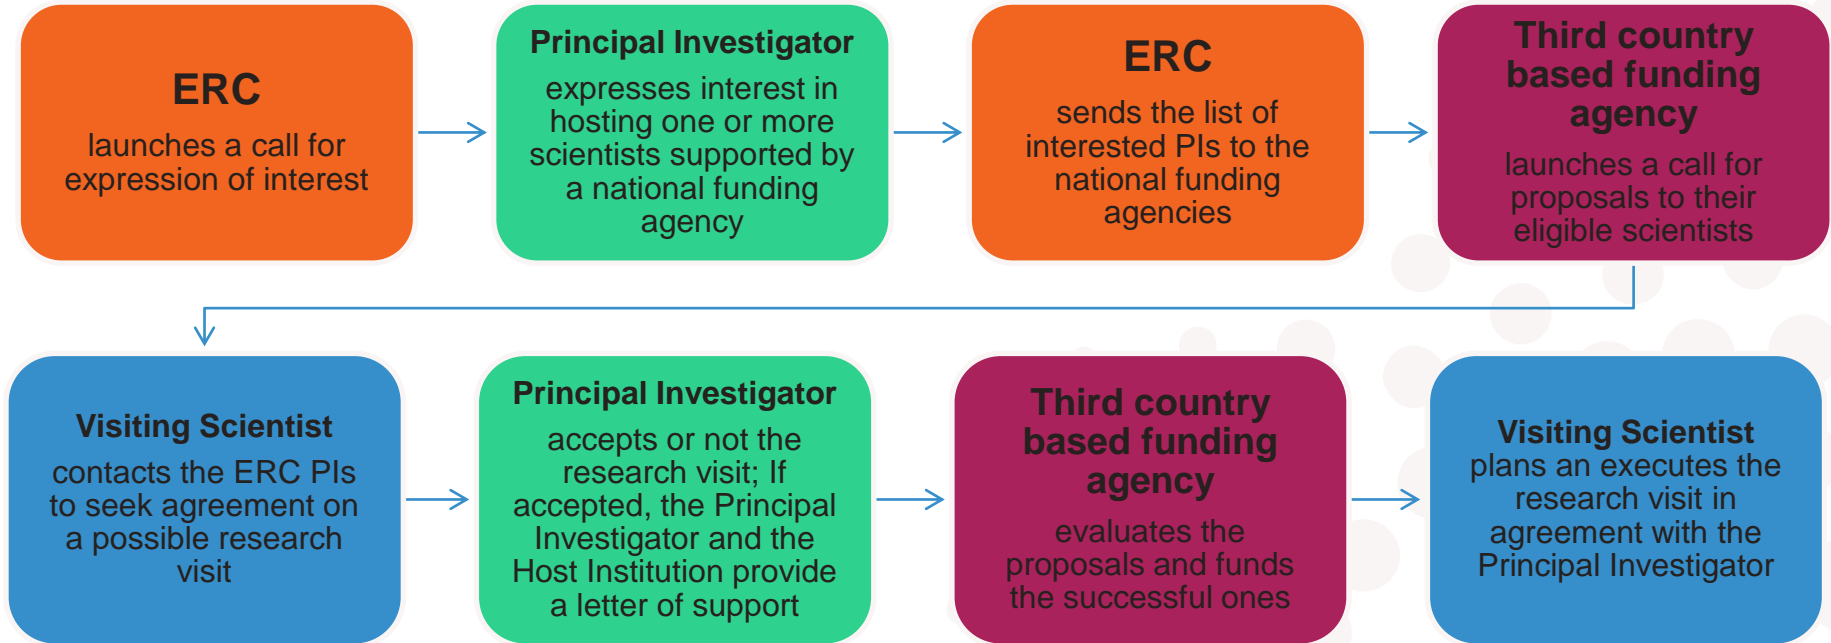 ERC
launches a call for
expression of interest
Principal Investigator
expresses interest in
hosting one or more
scientists supported by
a national funding
agency
ERC
sends the list of
interested PIs to the
national funding
agencies
Third country
based funding
agency
launches a call for
proposals to their
eligible scientists
Visiting Scientist
contacts the ERC PIs
to seek agreement on
a possible research
visit
Principal Investigator
accepts or not the
research visit; If
accepted, the Principal
Investigator and the
Host Institution provide
a letter of support
Third country
based funding
agency
evaluates the
proposals and funds
the successful ones
Visiting Scientist
plans an executes the
research visit in
agreement with the
Principal Investigator